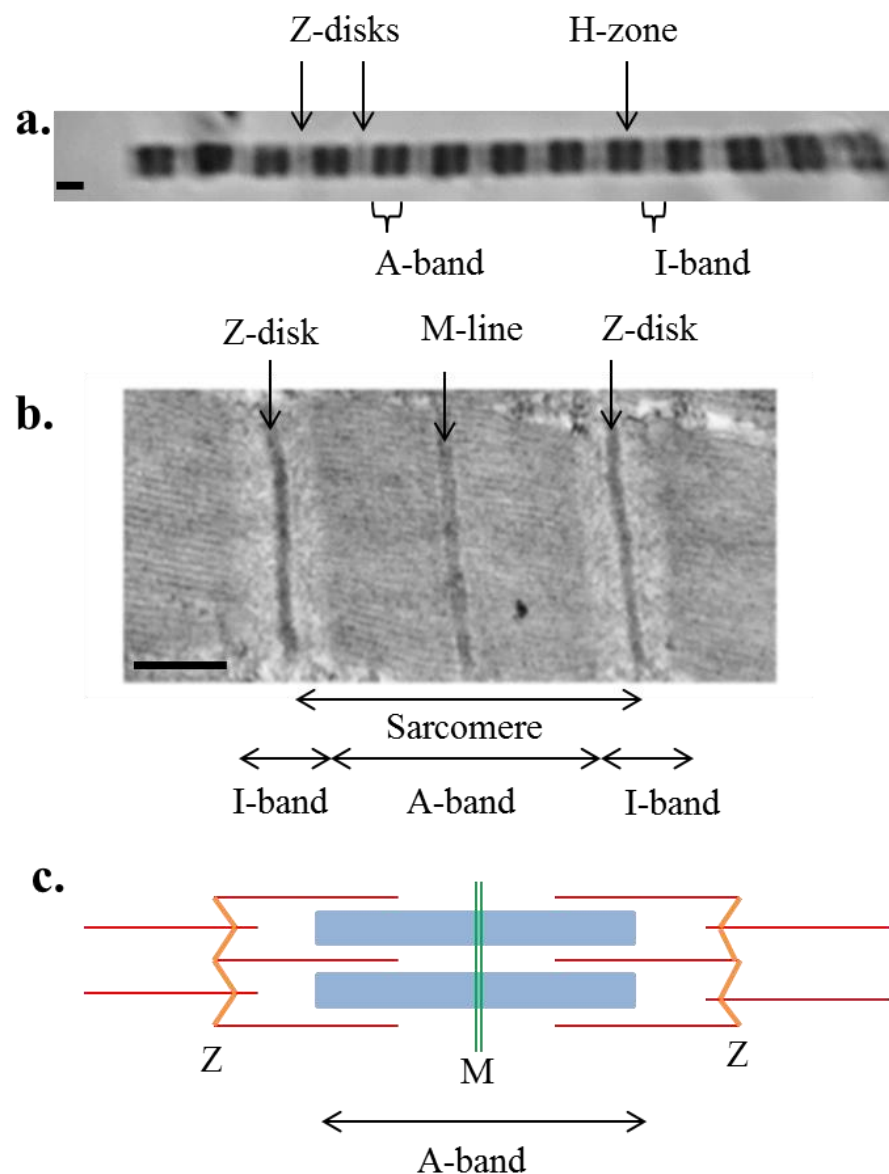 Z-disks H-zone
a.
A-band I-band
Z-disk M-line Z-disk
b.
Sarcomere
I-band A-band I-band
c.
Z M Z
A-band